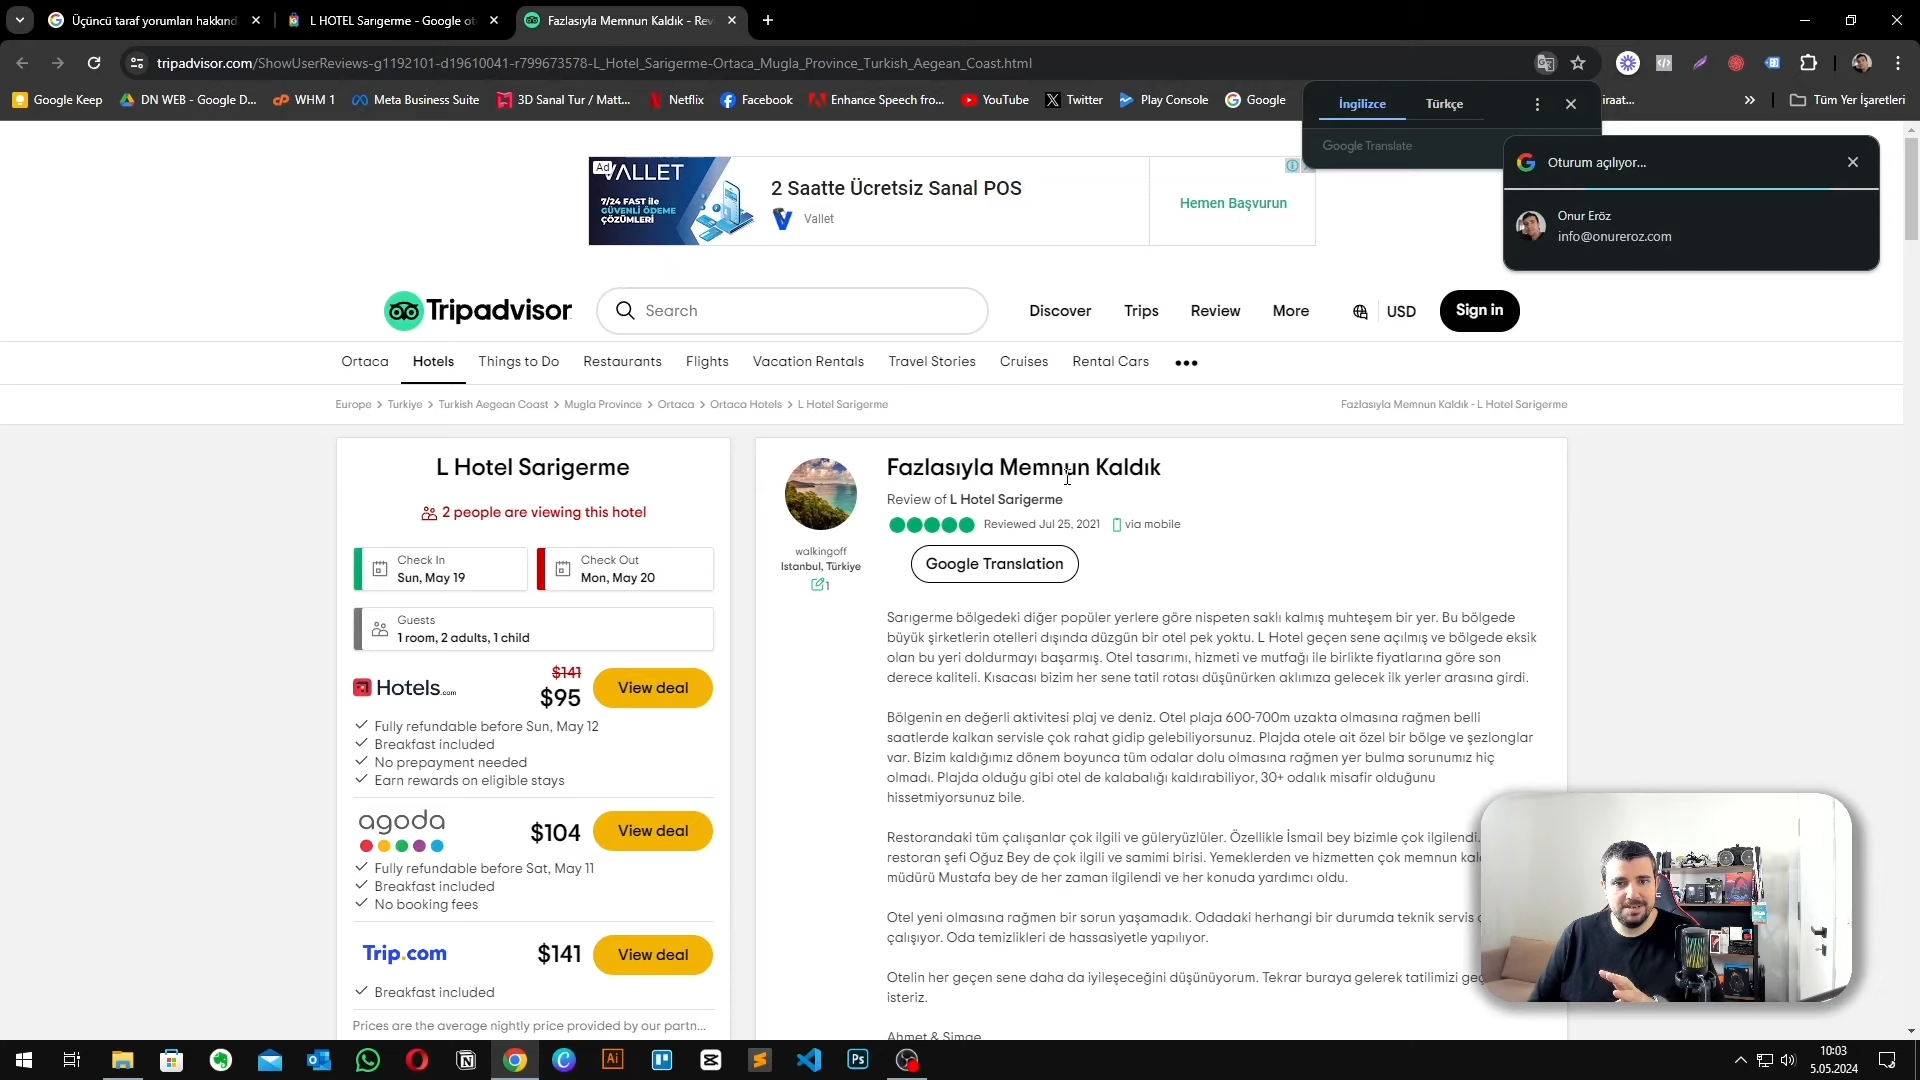 Üçüncü taraf yorumları hakkınd
L HOTEL Sarıgerme - Google ot
Fazlasıyla Memnun Kaldık - Rev
tripadvisor.com/ShowUserReviews-g1192101-d19610041-r799673578-L_Hotel_Sarigerme-Ortaca_Mugla_Province_Turkish_Aegean_Coast.html
Google Keep
DN WEB - Google D...
WHM 1
Meta Business Suite
3D Sanal Tur / Matt...
Netflix
Facebook
Enhance Speech fro...
YouTube
Twitter
Play Console
Google
iraat...
Tüm Yer İşaretleri
İngilizce
Türkçe
Google Translate
Oturum açılıyor...
Onur Eröz
info@onureroz.com
Ad
VALLET
7/24 FAST ile
GÜVENLİ ÖDEME
ÇÖZÜMLERİ
2 Saatte Ücretsiz Sanal POS
Vallet
Hemen Başvurun
Tripadvisor
Search
Discover
Trips
Review
More
USD
Sign in
Ortaca
Hotels
Things to Do
Restaurants
Flights
Vacation Rentals
Travel Stories
Cruises
Rental Cars
Europe > Turkiye > Turkish Aegean Coast > Mugla Province > Ortaca > Ortaca Hotels > L Hotel Sarigerme
Fazlasıyla Memnun Kaldık - L Hotel Sarigerme
L Hotel Sarigerme
2 people are viewing this hotel
Check In
Sun, May 19
Check Out
Mon, May 20
Guests
1 room, 2 adults, 1 child
Hotels.com
$141
$95
View deal
Fully refundable before Sun, May 12
Breakfast included
No prepayment needed
Earn rewards on eligible stays
agoda
$104
View deal
Fully refundable before Sat, May 11
Breakfast included
No booking fees
Trip.com
$141
View deal
Breakfast included
Prices are the average nightly price provided by our partn...
Fazlasıyla Memnun Kaldık
Review of L Hotel Sarigerme
Reviewed Jul 25, 2021
via mobile
walkingoff
Istanbul, Türkiye
1
Google Translation
Sarıgerme bölgedeki diğer popüler yerlere göre nispeten saklı kalmış muhteşem bir yer. Bu bölgede
büyük şirketlerin otelleri dışında düzgün bir otel pek yoktu. L Hotel geçen sene açılmış ve bölgede eksik
olan bu yeri doldurmayı başarmış. Otel tasarımı, hizmeti ve mutfağı ile birlikte fiyatlarına göre son
derece kaliteli. Kısacası bizim her sene tatil rotası düşünürken aklımıza gelecek ilk yerler arasına girdi.
Bölgenin en değerli aktivitesi plaj ve deniz. Otel plaja 600-700m uzakta olmasına rağmen belli
saatlerde kalkan servisle çok rahat gidip gelebiliyorsunuz. Plajda otele ait özel bir bölge ve şezlonglar
var. Bizim kaldığımız dönem boyunca tüm odalar dolu olmasına rağmen yer bulma sorunumız hiç
olmadı. Plajda olduğu gibi otel de kalabalığı kaldırabiliyor, 30+ odalık misafir olduğunu
hissetmiyorsunuz bile.
Restorandaki tüm çalışanlar çok ilgili ve güleryüzlüler. Özellikle İsmail bey bizimle çok ilgilendi.
restoran şefi Oğuz Bey de çok ilgili ve samimi birisi. Yemeklerden ve hizmetten çok memnun kal
müdürü Mustafa bey de her zaman ilgilendi ve her konuda yardımcı oldu.
Otel yeni olmasına rağmen bir sorun yaşamadık. Odadaki herhangi bir durumda teknik servis
çalışıyor. Oda temizlikleri de hassasiyetle yapılıyor.
Otelin her geçen sene daha da iyileşeceğini düşünüyorum. Tekrar buraya gelerek tatilimizi geç
isteriz.
Ahmet & Simge
10:03
5.05.2024